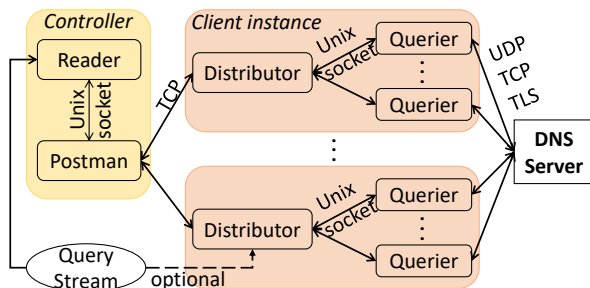 Controller
Reader
Unix
socket
Postman
TCP
Client instance
Distributor
Unix
socket
Querier
...
Querier
UDP
TCP
TLS
DNS
Server
...
Distributor
Unix
socket
Querier
...
Querier
Query
Stream
optional